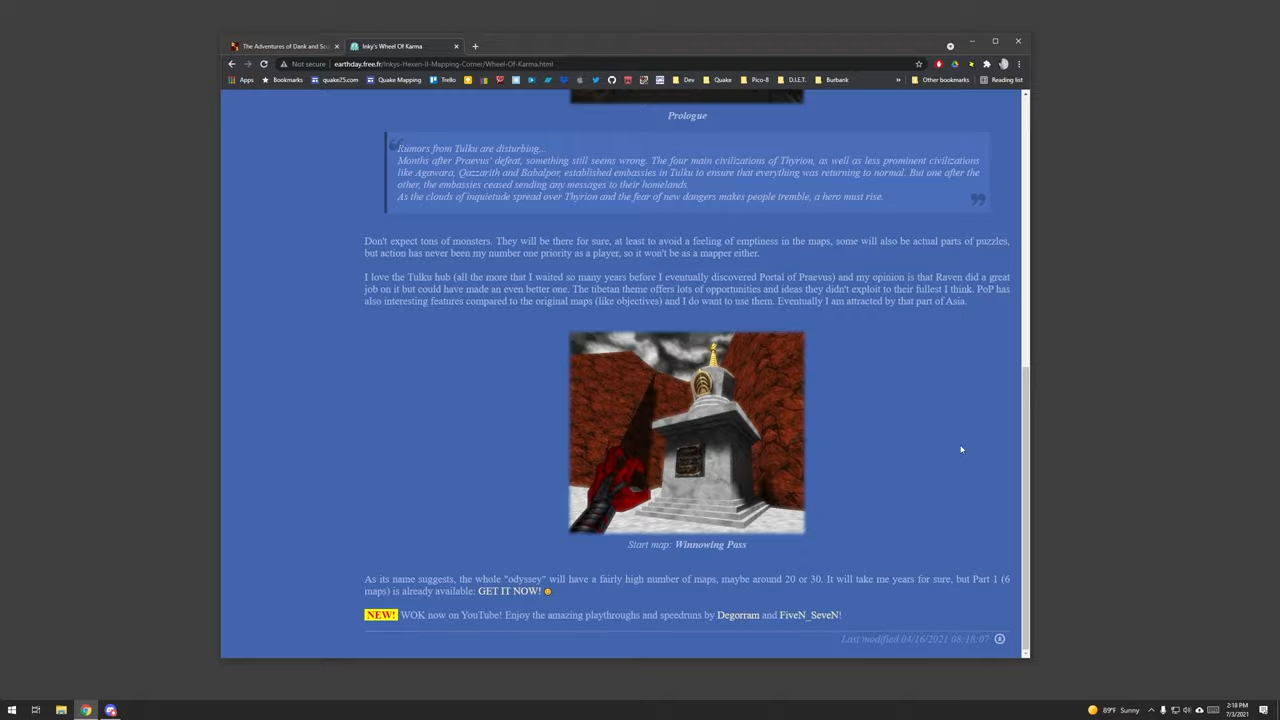 The Adventures of Dank and Sco
Inky's Wheel Of Karma
Not secure
earthday.free.fr/Inkys-Hexen-II-Mapping-Corner/Wheel-Of-Karma.html
Apps
Bookmarks
quake25.com
Quake Mapping
Trello
Dev
Quake
Pico-8
D.I.E.T.
Burbank
»
Other bookmarks
Reading list
Prologue
Rumors from Tulku are disturbing...
Months after Praevus' defeat, something still seems wrong. The four main civilizations of Thyrion, as well as less prominent civilizations
like Agawara, Qazzarith and Babalpor, established embassies in Tulku to ensure that everything was returning to normal. But one after the
other, the embassies ceased sending any messages to their homelands.
As the clouds of inquietude spread over Thyrion and the fear of new dangers makes people tremble, a hero must rise.
Don't expect tons of monsters. They will be there for sure, at least to avoid a feeling of emptiness in the maps, some will also be actual parts of puzzles,
but action has never been my number one priority as a player, so it won't be as a mapper either.
I love the Tulku hub (all the more that I waited so many years before I eventually discovered Portal of Praevus) and my opinion is that Raven did a great
job on it but could have made an even better one. The tibetan theme offers lots of opportunities and ideas they didn't exploit to their fullest I think. PoP has
also interesting features compared to the original maps (like objectives) and I do want to use them. Eventually I am attracted by that part of Asia.
Start map: Winnowing Pass
As its name suggests, the whole "odyssey" will have a fairly high number of maps, maybe around 20 or 30. It will take me years for sure, but Part 1 (6
maps) is already available: GET IT NOW!
NEW! WOK now on YouTube! Enjoy the amazing playthroughs and speedruns by Degorram and FiveN_SeveN!
Last modified 04/16/2021 08:18:07
89°F Sunny
2:18 PM
7/3/2021